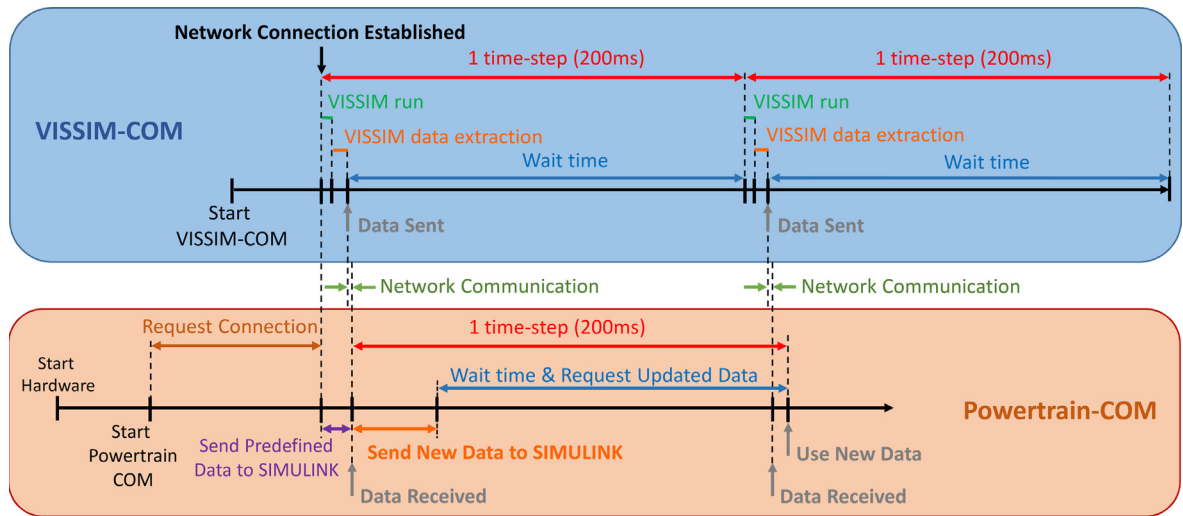 Network Connection Established
1 time-step (200ms)
1 time-step (200ms)
VISSIM run
VISSIM run
VISSIM-COM
VISSIM data extraction
VISSIM data extraction
Wait time
Wait time
Start
VISSIM-COM
Data Sent
Data Sent
Network Communication
Network Communication
Request Connection
1 time-step (200ms)
Start
Hardware
Wait time & Request Updated Data
Powertrain-COM
Start
Powertrain
COM
Send Predefined
Data to SIMULINK
Send New Data to SIMULINK
Use New Data
Data Received
Data Received